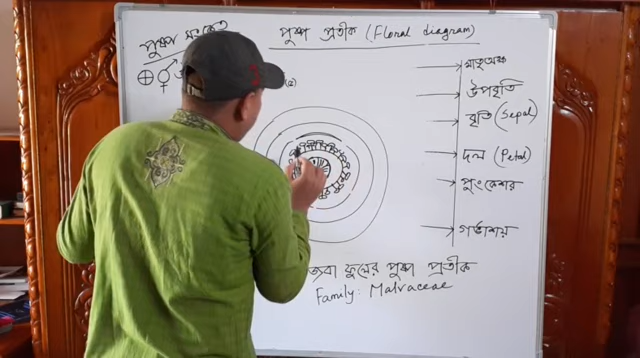 পুষ্প সংকেত
পুষ্প প্রতীক (Floral diagram)
⊕ ⚥
মাতৃঅক্ষ
উপবৃতি
বৃতি (Sepal)
দল (Petal)
পুংকেশর
গর্ভাশয়
জবা ফুলের পুষ্প প্রতীক
Family: Malvaceae